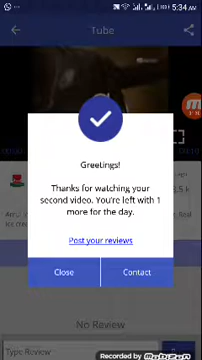 5:34 AM
Tube
Greetings!
Thanks for watching your
second video. You're left with 1
more for the day.
Post your reviews
Close
Contact
No Review
Type Review
Recorded by